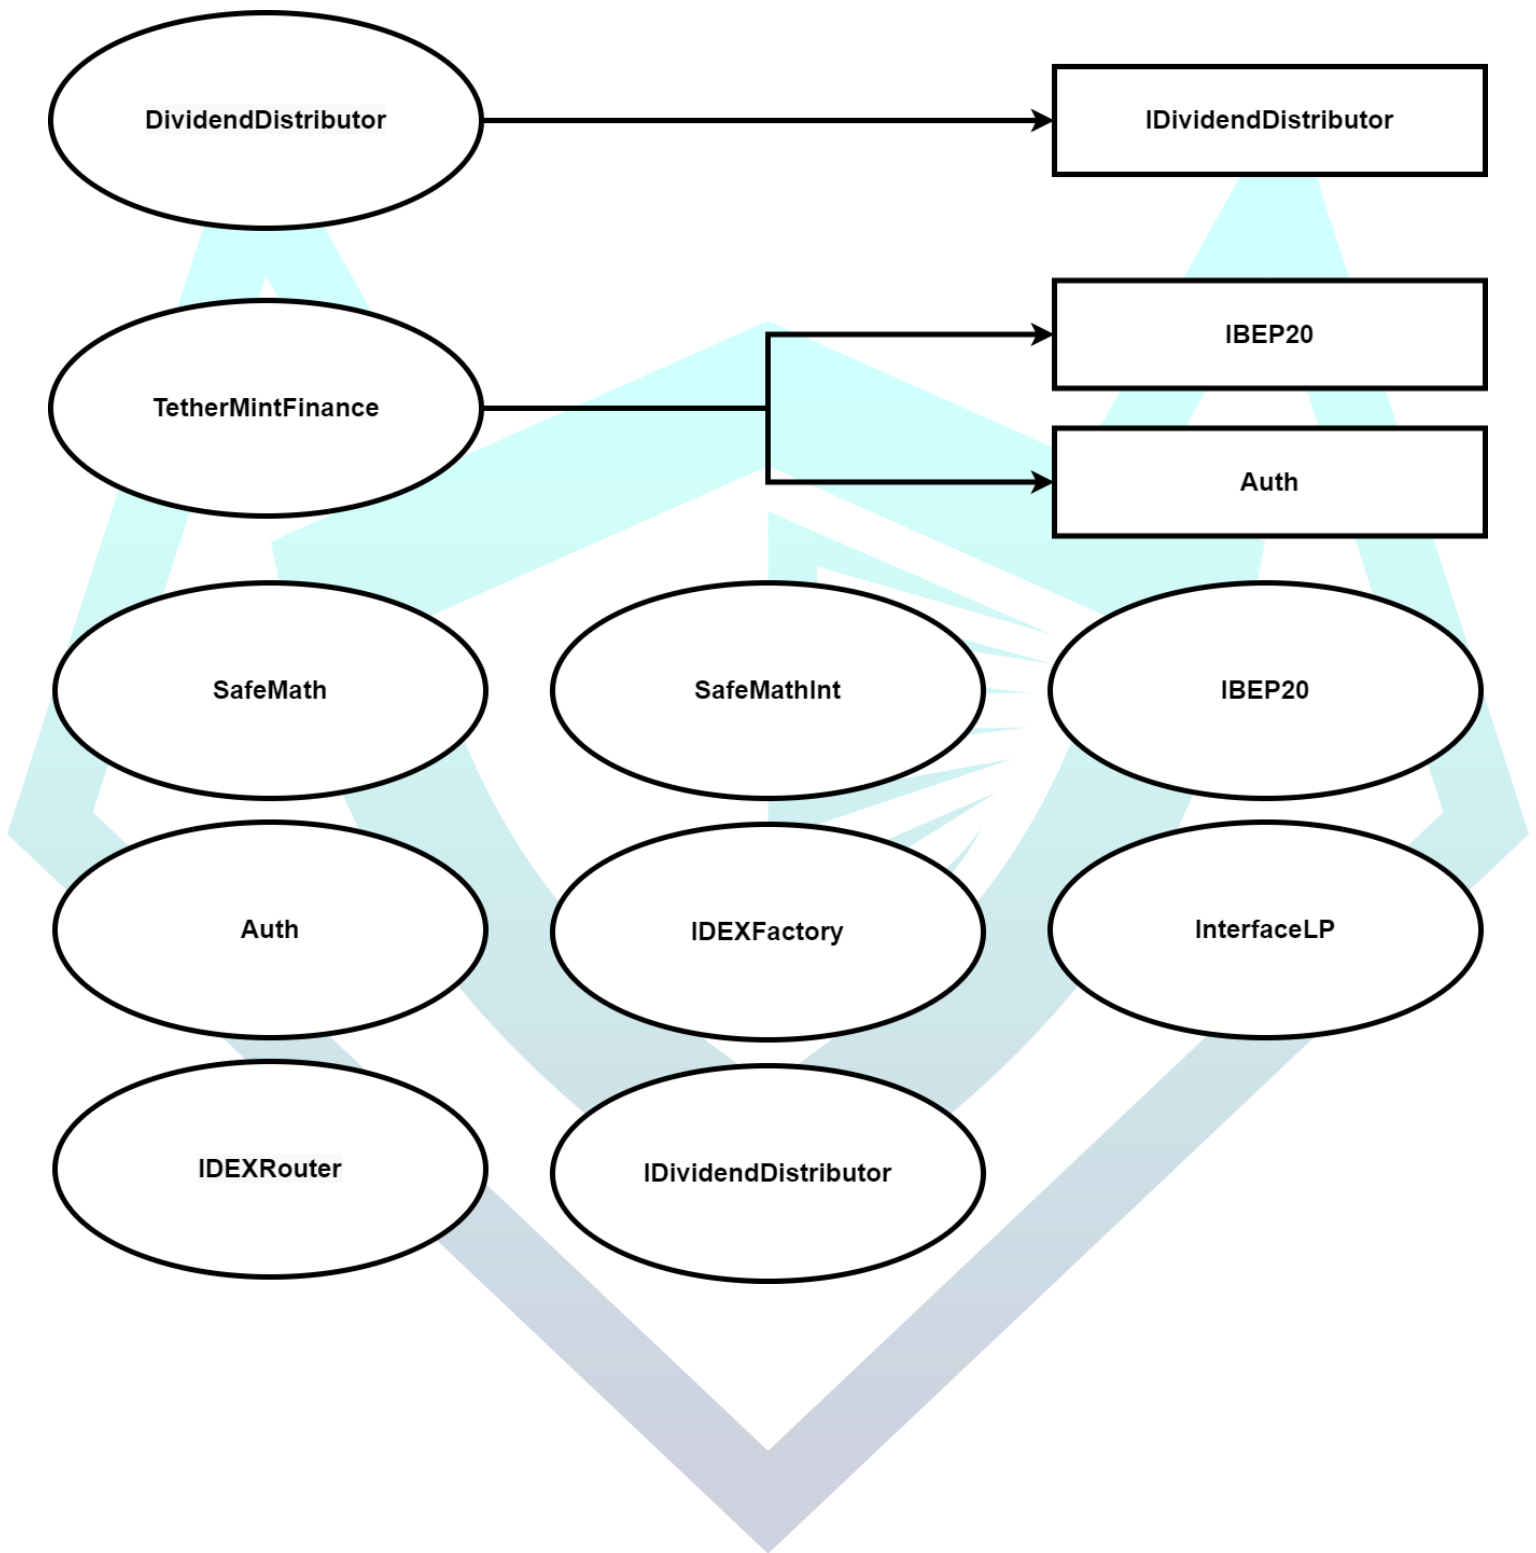 DividendDistributor
IDividendDistributor
TetherMintFinance
IBEP20
Auth
SafeMath
SafeMathInt
IBEP20
Auth
IDEXFactory
InterfaceLP
IDEXRouter
IDividendDistributor